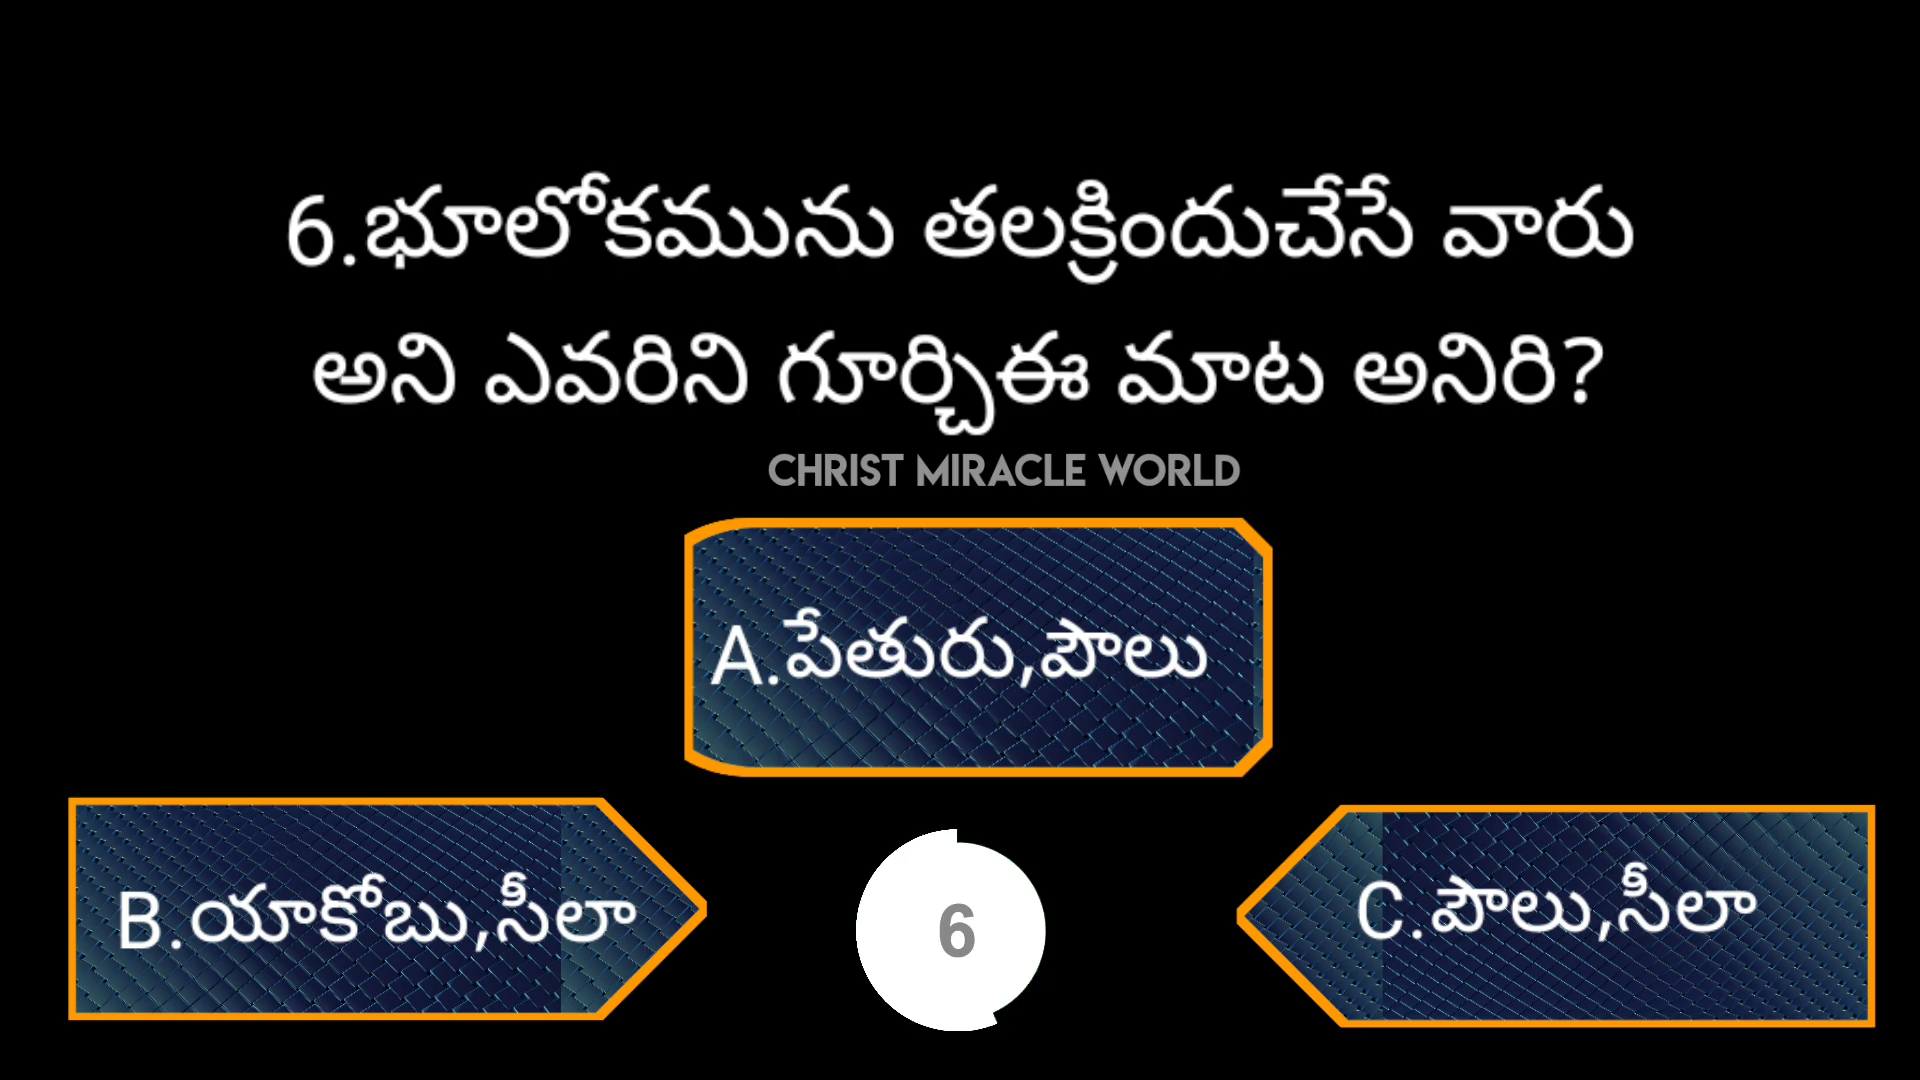 6.భూలోకమును తలక్రిందుచేసే వారు
అని ఎవరిని గూర్చిఈ మాట అనిరి?
CHRIST MIRACLE WORLD
A.పేతురు,పౌలు
B.యాకోబు,సీలా
6
C.పౌలు,సీలా